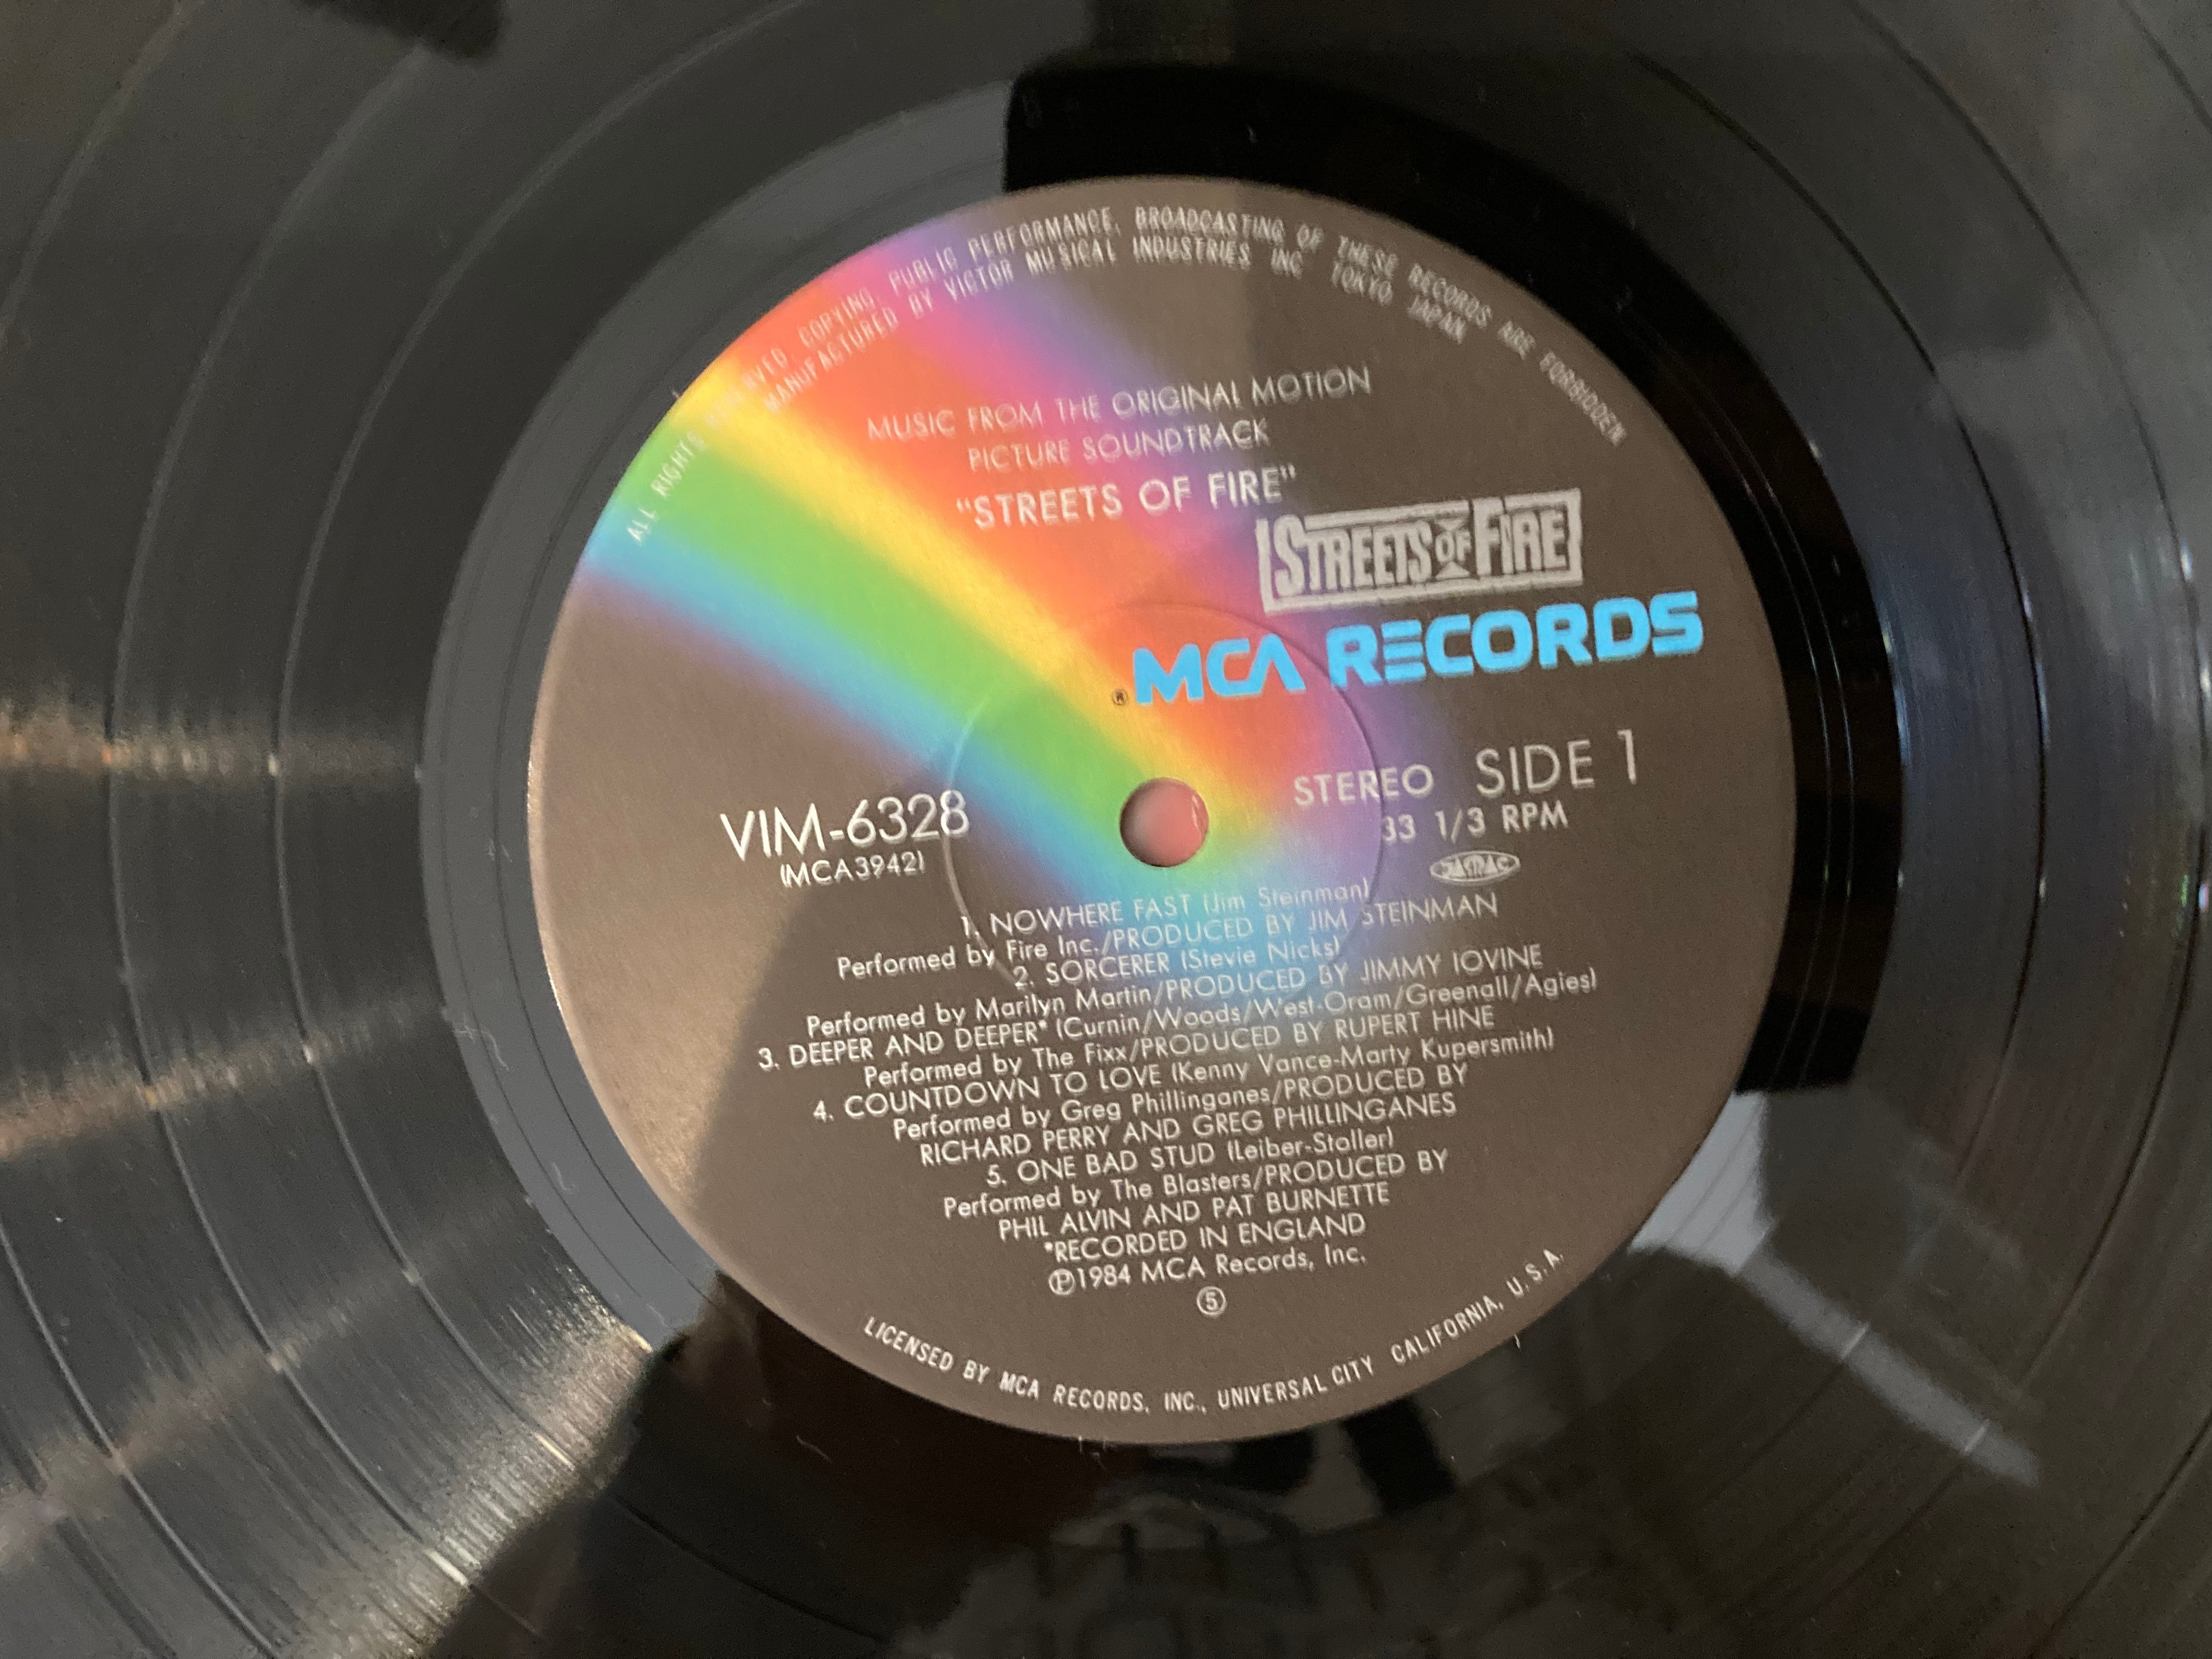 ALL RIGHTS RESERVED. COPYING, PUBLIC PERFORMANCE, BROADCASTING OF THESE RECORDS ARE FORBIDDEN
MANUFACTURED BY VICTOR MUSICAL INDUSTRIES INC TOKYO JAPAN
MUSIC FROM THE ORIGINAL MOTION
PICTURE SOUNDTRACK
"STREETS OF FIRE"
STREETS OF FIRE
® MCA RECORDS
STEREO SIDE 1
33 1/3 RPM
JASRAC
VIM-6328
(MCA3942)
1. NOWHERE FAST (Jim Steinman)
Performed by Fire Inc./PRODUCED BY JIM STEINMAN
2. SORCERER (Stevie Nicks)
Performed by Marilyn Martin/PRODUCED BY JIMMY IOVINE
3. DEEPER AND DEEPER* (Curnin/Woods/West-Oram/Greenall/Agies)
Performed by The Fixx/PRODUCED BY RUPERT HINE
4. COUNTDOWN TO LOVE (Kenny Vance-Marty Kupersmith)
Performed by Greg Phillinganes/PRODUCED BY
RICHARD PERRY AND GREG PHILLINGANES
5. ONE BAD STUD (Leiber-Stoller)
Performed by The Blasters/PRODUCED BY
PHIL ALVIN AND PAT BURNETTE
*RECORDED IN ENGLAND
Ⓟ1984 MCA Records, Inc.
⑤
LICENSED BY MCA RECORDS, INC., UNIVERSAL CITY CALIFORNIA, U.S.A.